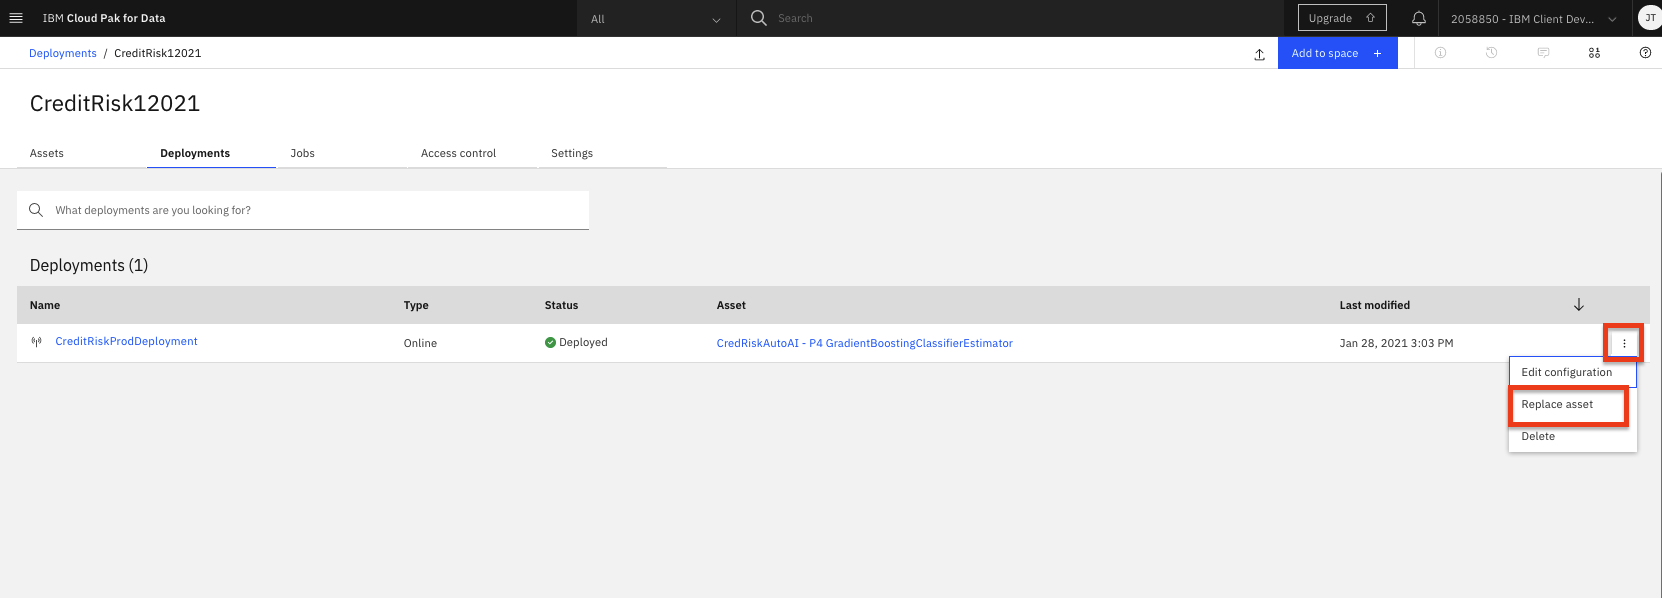 IBM Cloud Pak for Data
All
Search
Upgrade
2058850 - IBM Client Dev...
JT
Deployments / CreditRisk12021
Add to space +
CreditRisk12021
Assets
Deployments
Jobs
Access control
Settings
What deployments are you looking for?
Deployments (1)
Name
Type
Status
Asset
Last modified
CreditRiskProdDeployment
Online
Deployed
CredRiskAutoAI - P4 GradientBoostingClassifierEstimator
Jan 28, 2021 3:03 PM
Edit configuration
Replace asset
Delete